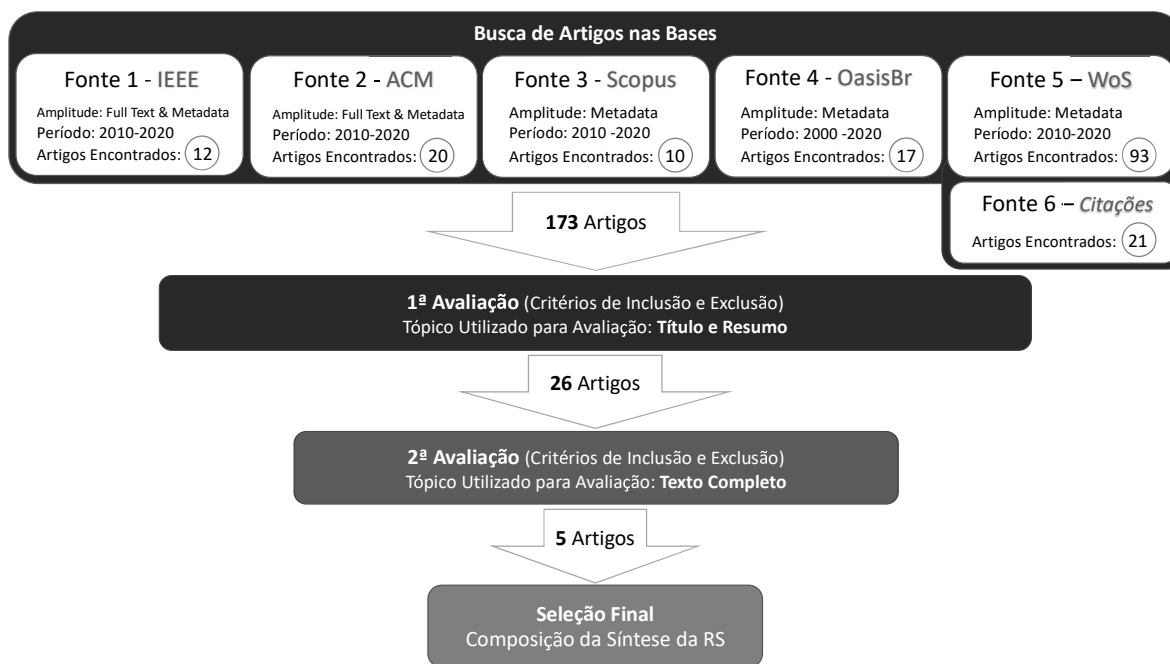 Busca de Artigos nas Bases
Fonte 1 - IEEE
Amplitude: Full Text & Metadata
Período: 2010-2020
Artigos Encontrados: 12
Fonte 2 - ACM
Amplitude: Full Text & Metadata
Período: 2010-2020
Artigos Encontrados: 20
Fonte 3 - Scopus
Amplitude: Metadata
Período: 2010 -2020
Artigos Encontrados: 10
Fonte 4 - OasisBr
Amplitude: Metadata
Período: 2000 -2020
Artigos Encontrados: 17
Fonte 5 – WoS
Amplitude: Metadata
Período: 2010-2020
Artigos Encontrados: 93
Fonte 6 – Citações
Artigos Encontrados: 21
173 Artigos
1ª Avaliação (Critérios de Inclusão e Exclusão)
Tópico Utilizado para Avaliação: Título e Resumo
26 Artigos
2ª Avaliação (Critérios de Inclusão e Exclusão)
Tópico Utilizado para Avaliação: Texto Completo
5 Artigos
Seleção Final
Composição da Síntese da RS